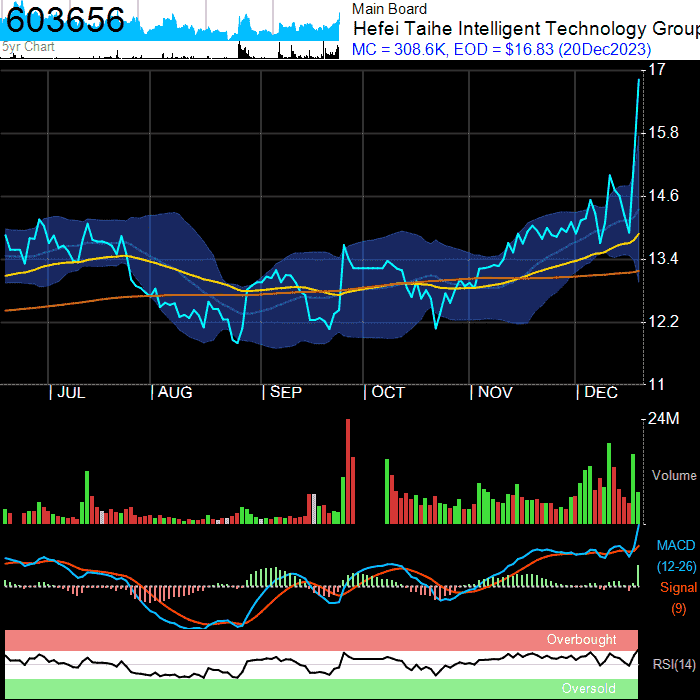 603656
5yr Chart
Main Board
Hefei Taihe Intelligent Technology Group
MC = 308.6K, EOD = $16.83 (20Dec2023)
17
15.8
14.6
13.4
12.2
11
| JUL | AUG | SEP | OCT | NOV | DEC
24M
Volume
MACD
(12-26)
Signal
(9)
Overbought
RSI(14)
Oversold